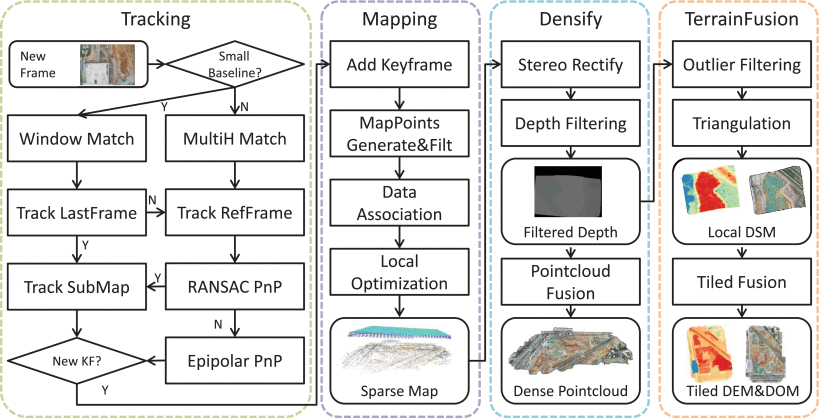 Tracking
New
Frame
Small
Baseline?
Y
N
Window Match
MultiH Match
Track LastFrame
N
Track RefFrame
Y
Track SubMap
Y
RANSAC PnP
N
New KF?
Epipolar PnP
Y
Mapping
Add Keyframe
MapPoints
Generate&Filt
Data
Association
Local
Optimization
Sparse Map
Densify
Stereo Rectify
Depth Filtering
Filtered Depth
Pointcloud
Fusion
Dense Pointcloud
TerrainFusion
Outlier Filtering
Triangulation
Local DSM
Tiled Fusion
Tiled DEM&DOM